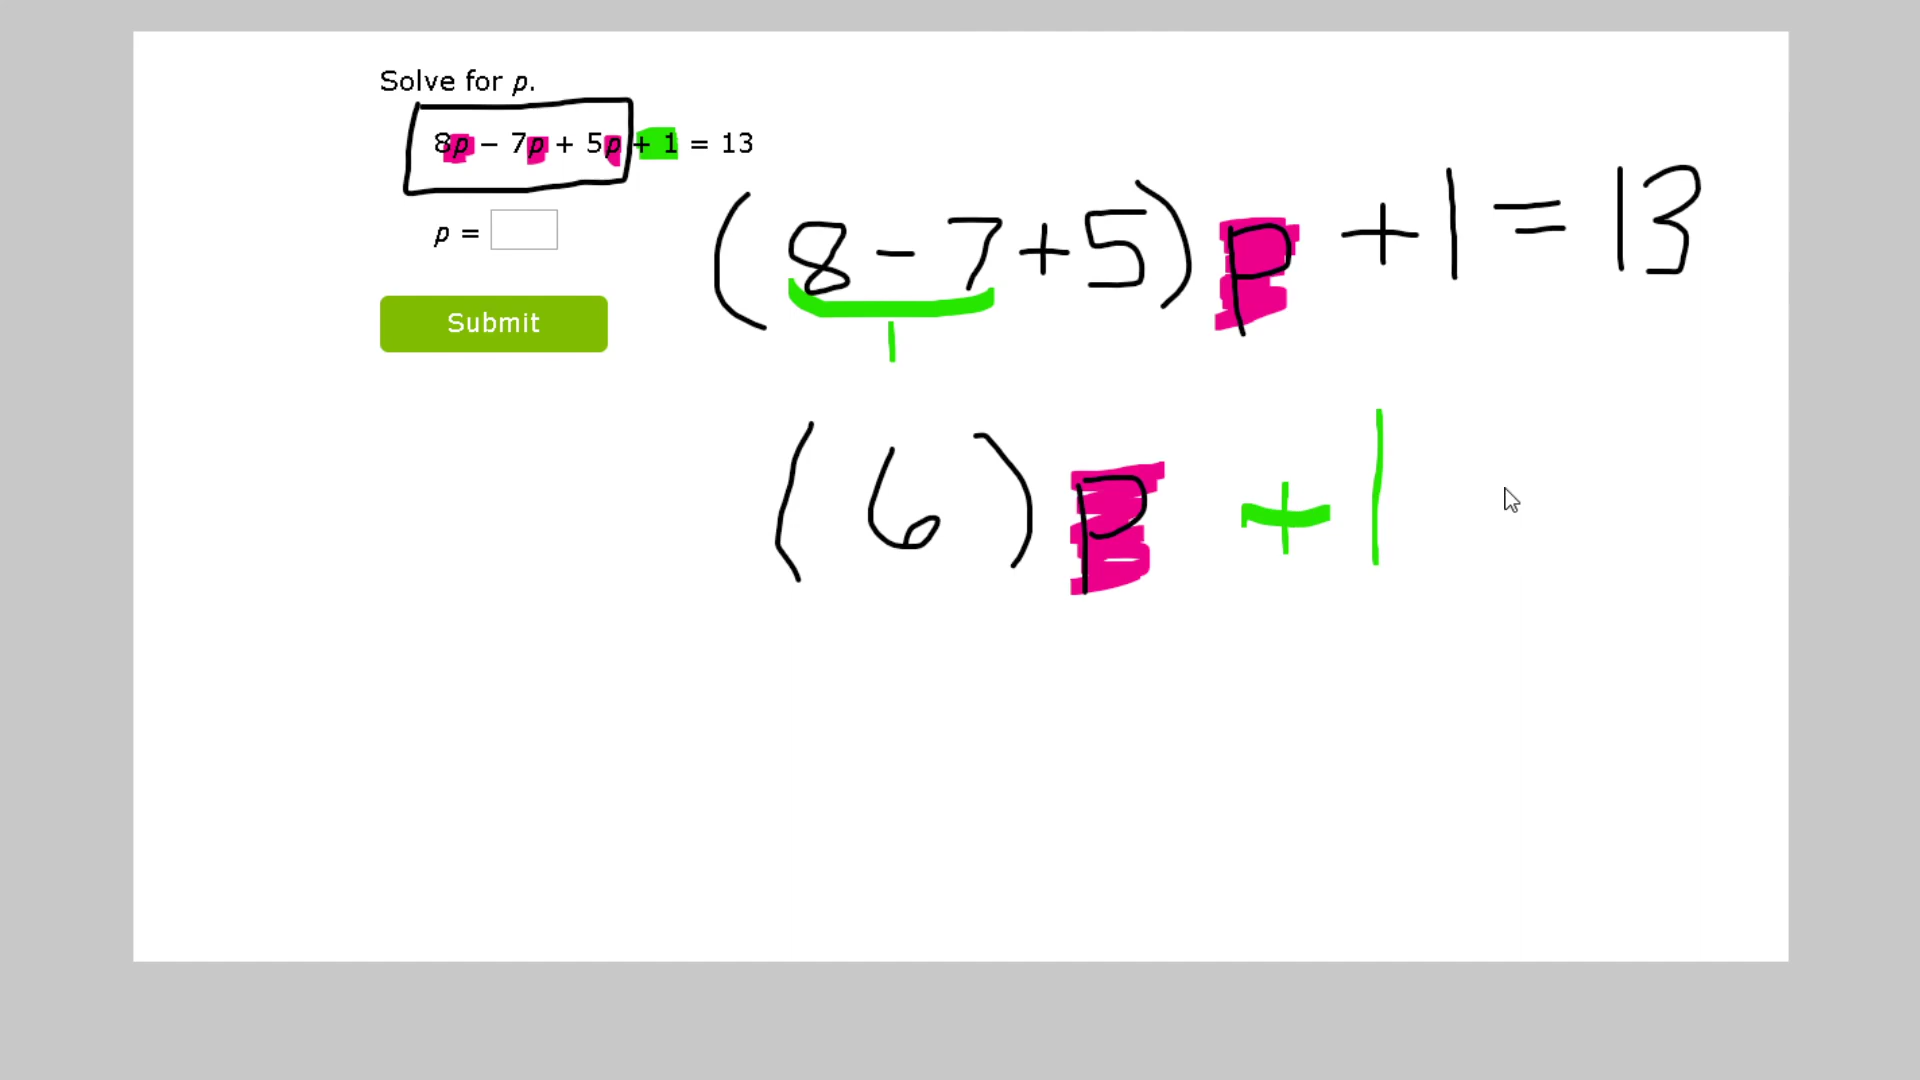 Solve for p.
8p − 7p + 5p + 1 = 13
p =
Submit
(8-7+5)p +1=13
1
(6)p +1